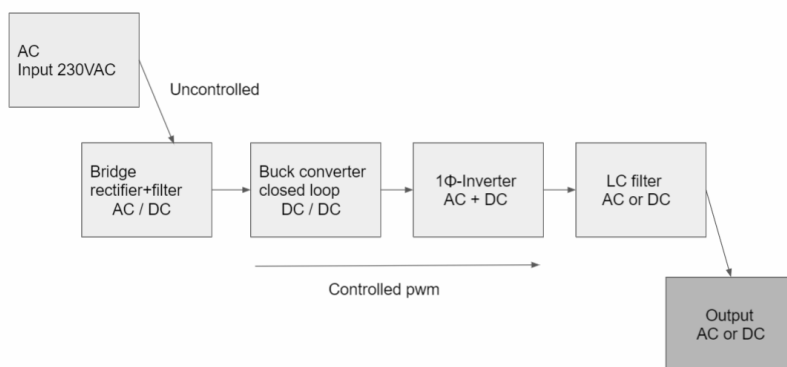 AC
Input 230VAC
Uncontrolled
Bridge
rectifier+filter
AC / DC
Buck converter
closed loop
DC / DC
1Φ-Inverter
AC + DC
LC filter
AC or DC
Controlled pwm
Output
AC or DC